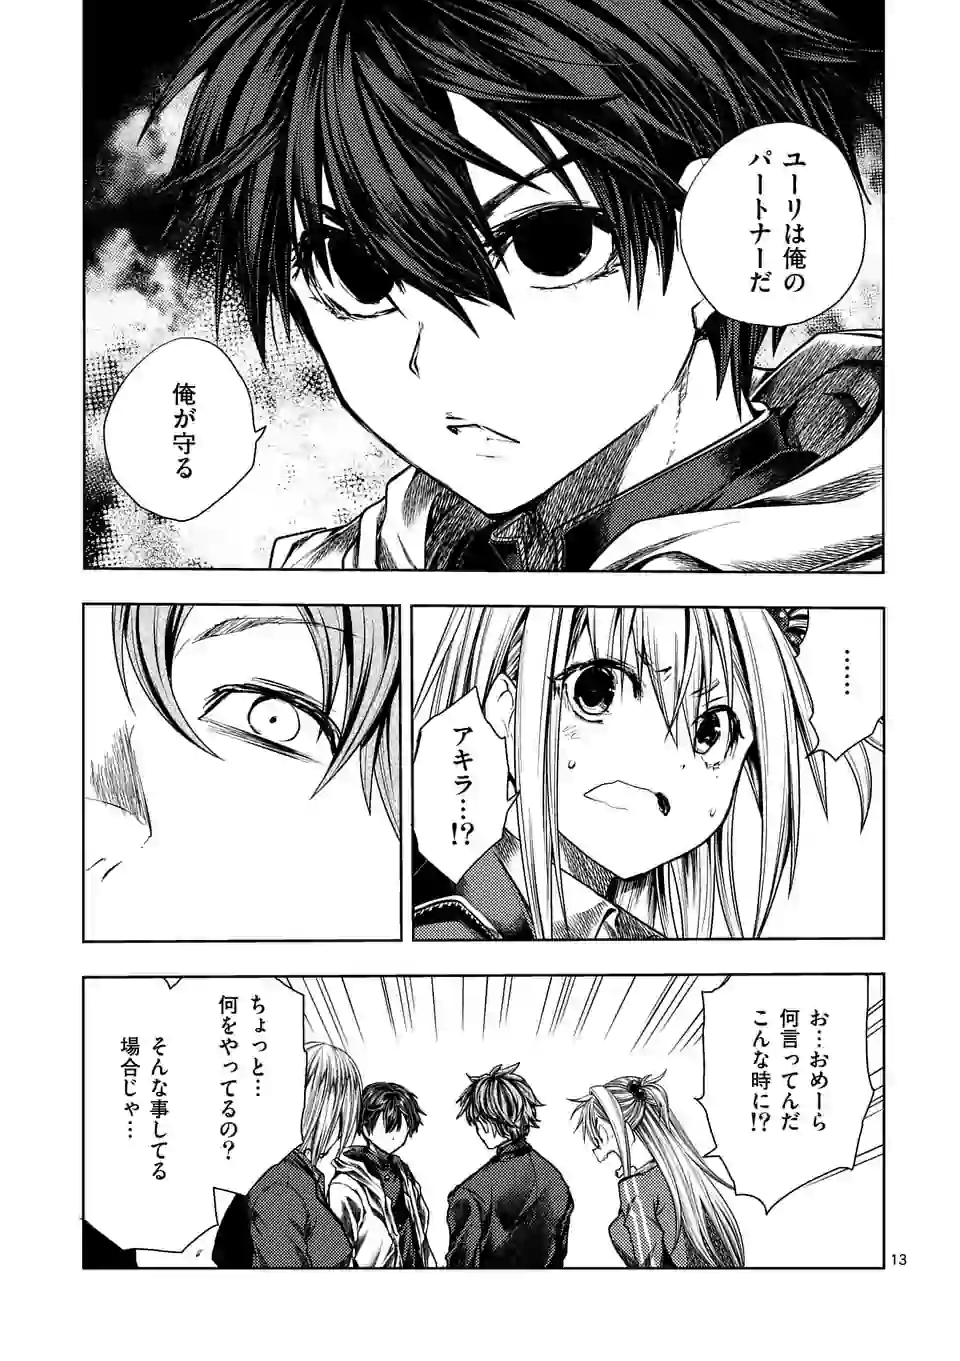 ユーリは俺の
パートナーだ
俺が守る
……
アキラ…!?
お…おめーら
何言ってんだ
こんな時に!?
ちょっと…
何をやってるの?
そんな事してる
場合じゃ…
13